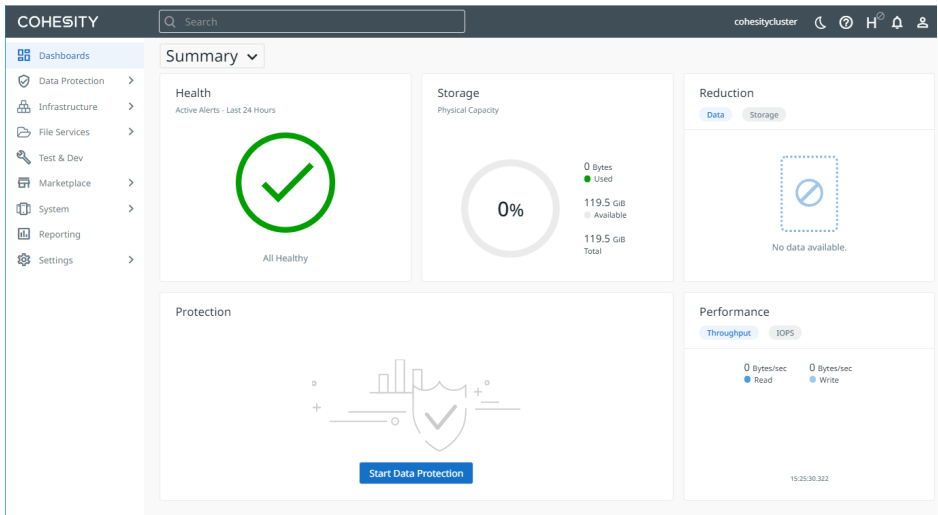 COHESITY
Search
cohesitycluster
H
Dashboards
Data Protection
Infrastructure
File Services
Test & Dev
Marketplace
System
Reporting
Settings
Summary
Health
Active Alerts - Last 24 Hours
All Healthy
Storage
Physical Capacity
0%
0 Bytes
Used
119.5 GiB
Available
119.5 GiB
Total
Reduction
Data Storage
No data available.
Protection
Start Data Protection
Performance
Throughput IOPS
0 Bytes/sec 0 Bytes/sec
Read Write
15:25:30.322